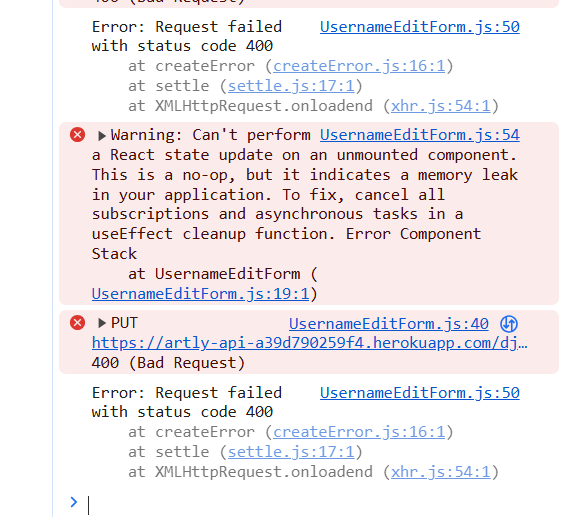 400 (Bad Request)
Error: Request failed UsernameEditForm.js:50
with status code 400
at createError (createError.js:16:1)
at settle (settle.js:17:1)
at XMLHttpRequest.onloadend (xhr.js:54:1)
Warning: Can't perform UsernameEditForm.js:54
a React state update on an unmounted component.
This is a no-op, but it indicates a memory leak
in your application. To fix, cancel all
subscriptions and asynchronous tasks in a
useEffect cleanup function. Error Component
Stack
at UsernameEditForm (
UsernameEditForm.js:19:1)
PUT UsernameEditForm.js:40
https://artly-api-a39d790259f4.herokuapp.com/dj…
400 (Bad Request)
Error: Request failed UsernameEditForm.js:50
with status code 400
at createError (createError.js:16:1)
at settle (settle.js:17:1)
at XMLHttpRequest.onloadend (xhr.js:54:1)